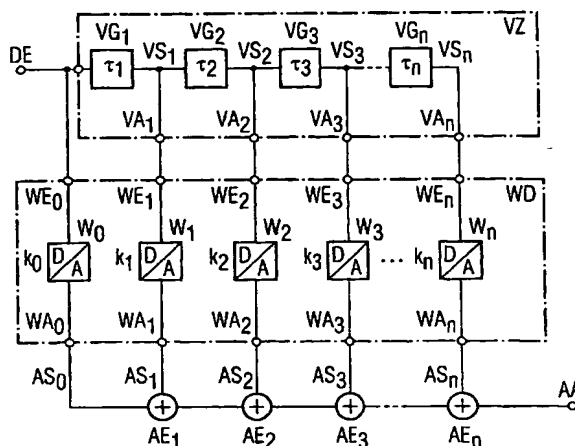 VG₁ VG₂ VG₃ VGₙ VZ
DE VS₁ VS₂ VS₃ VSₙ
τ₁ τ₂ τ₃ τₙ
VA₁ VA₂ VA₃ VAₙ
WE₀ WE₁ WE₂ WE₃ WEₙ WD
W₀ W₁ W₂ W₃ Wₙ
k₀ D/A k₁ D/A k₂ D/A k₃ D/A ... kₙ D/A
WA₀ WA₁ WA₂ WA₃ WAₙ
AS₀ AS₁ AS₂ AS₃ ASₙ AA
+ + + +
AE₁ AE₂ AE₃ AEₙ